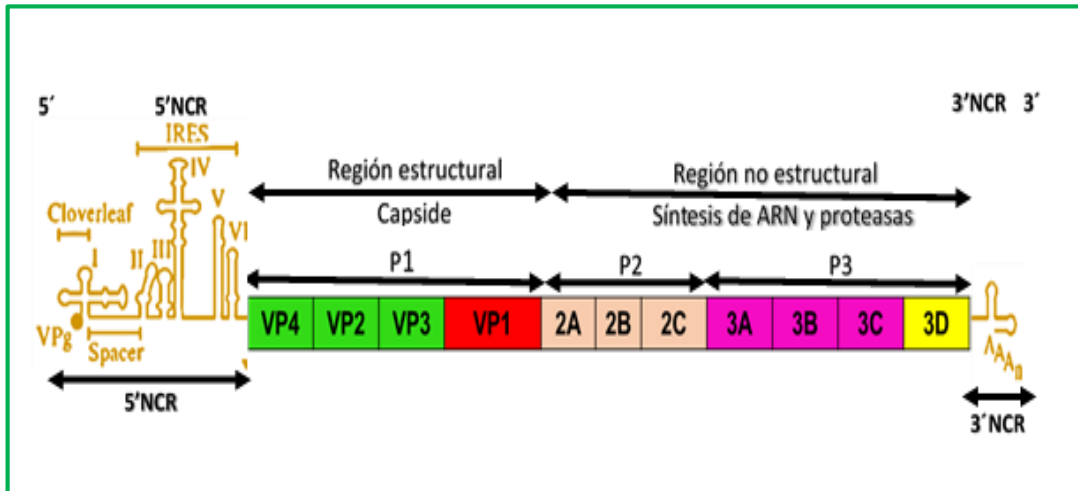 5´ 5'NCR 3'NCR 3´
IRES
IV
Región estructural Región no estructural
V
Cloverleaf Capside Síntesis de ARN y proteasas
VI
I II III
P1 P2 P3
VP4 VP2 VP3 VP1 2A 2B 2C 3A 3B 3C 3D
VPg
Spacer
AAAn
5'NCR
3´NCR